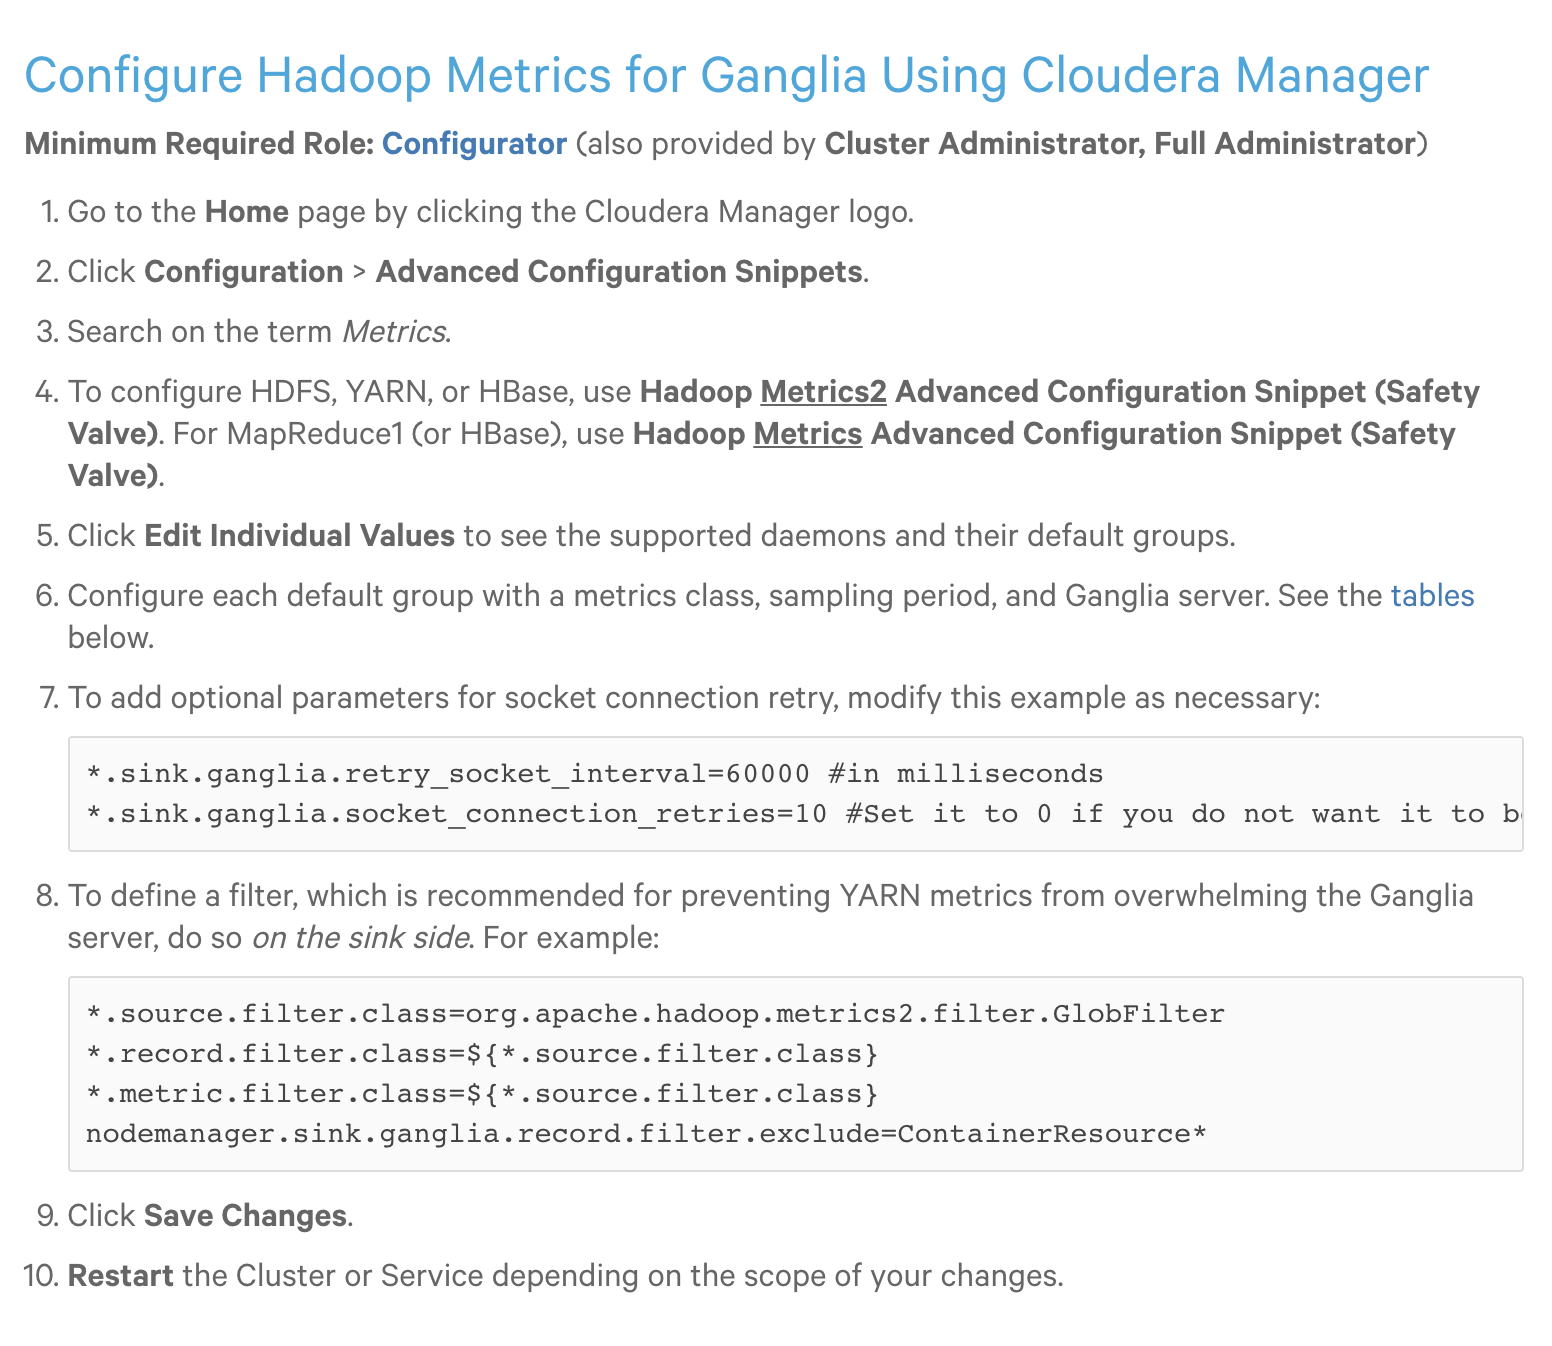 Configure Hadoop Metrics for Ganglia Using Cloudera Manager
Minimum Required Role: Configurator (also provided by Cluster Administrator, Full Administrator)
1. Go to the Home page by clicking the Cloudera Manager logo.
2. Click Configuration > Advanced Configuration Snippets.
3. Search on the term Metrics.
4. To configure HDFS, YARN, or HBase, use Hadoop Metrics2 Advanced Configuration Snippet (Safety
Valve). For MapReduce1 (or HBase), use Hadoop Metrics Advanced Configuration Snippet (Safety
Valve).
5. Click Edit Individual Values to see the supported daemons and their default groups.
6. Configure each default group with a metrics class, sampling period, and Ganglia server. See the tables
below.
7. To add optional parameters for socket connection retry, modify this example as necessary:
*.sink.ganglia.retry_socket_interval=60000 #in milliseconds
*.sink.ganglia.socket_connection_retries=10 #Set it to 0 if you do not want it to
8. To define a filter, which is recommended for preventing YARN metrics from overwhelming the Ganglia
server, do so on the sink side. For example:
*.source.filter.class=org.apache.hadoop.metrics2.filter.GlobFilter
*.record.filter.class=${*.source.filter.class}
*.metric.filter.class=${*.source.filter.class}
nodemanager.sink.ganglia.record.filter.exclude=ContainerResource*
9. Click Save Changes.
10. Restart the Cluster or Service depending on the scope of your changes.